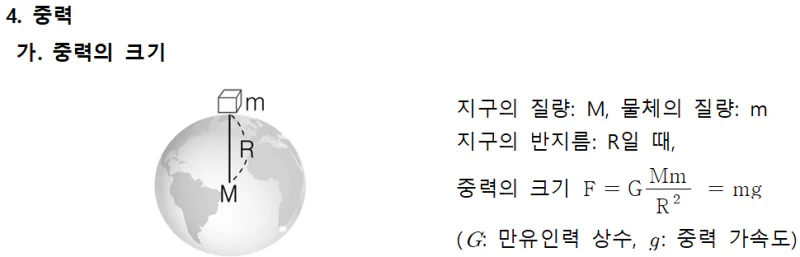 4. 중력
가. 중력의 크기
m
R
M
지구의 질량: M, 물체의 질량: m
지구의 반지름: R일 때,
중력의 크기 F = G Mm/R² = mg
(G: 만유인력 상수, g: 중력 가속도)